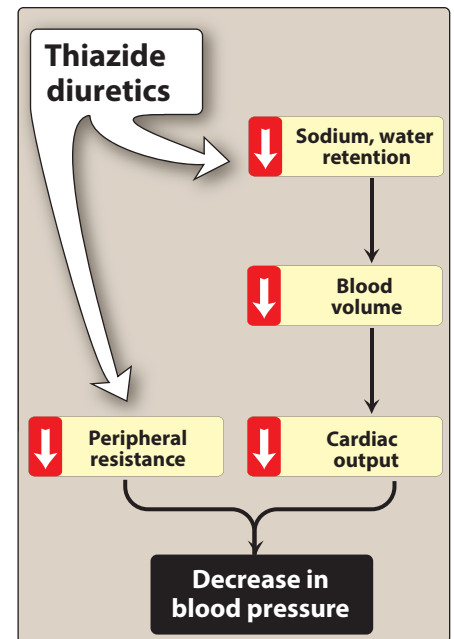 Thiazide
diuretics
Sodium, water
retention
Blood
volume
Peripheral
resistance
Cardiac
output
Decrease in
blood pressure